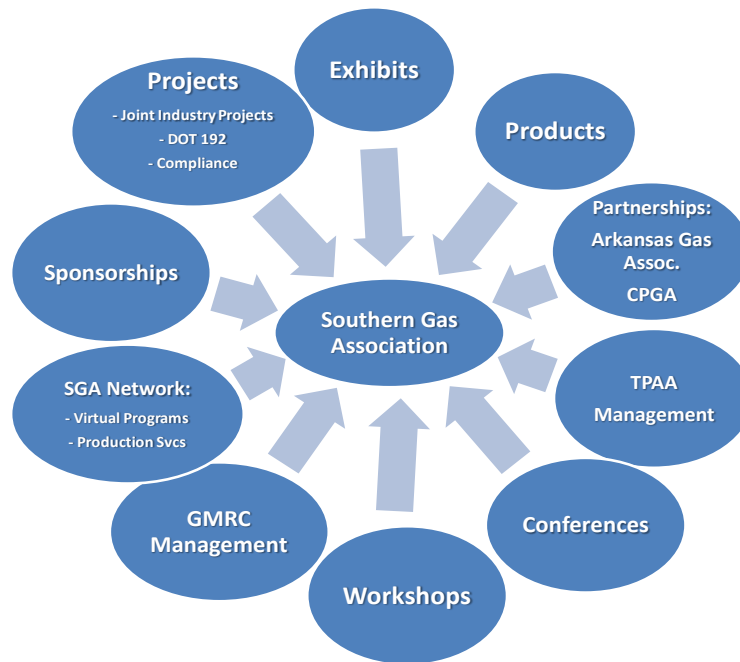 Exhibits
Projects
- Joint Industry Projects
- DOT 192
- Compliance
Products
Partnerships:
Arkansas Gas
Assoc.
CPGA
Sponsorships
Southern Gas
Association
SGA Network:
- Virtual Programs
- Production Svcs
TPAA
Management
GMRC
Management
Conferences
Workshops